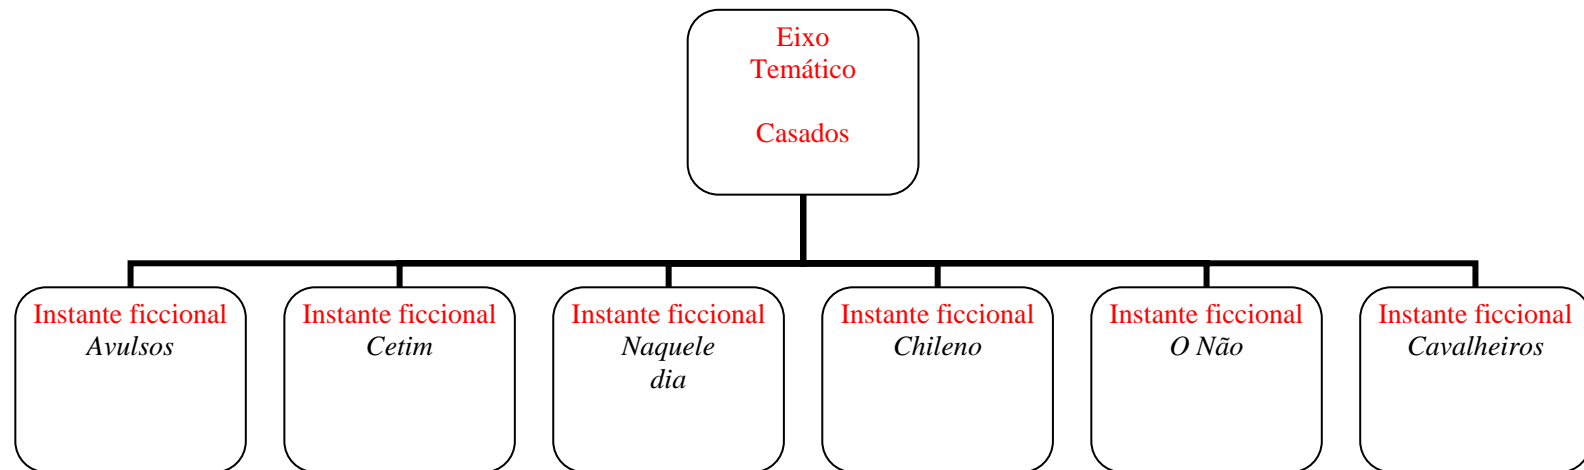 Eixo
Temático
Casados
Instante ficcional
Avulsos
Instante ficcional
Cetim
Instante ficcional
Naquele
dia
Instante ficcional
Chileno
Instante ficcional
O Não
Instante ficcional
Cavalheiros